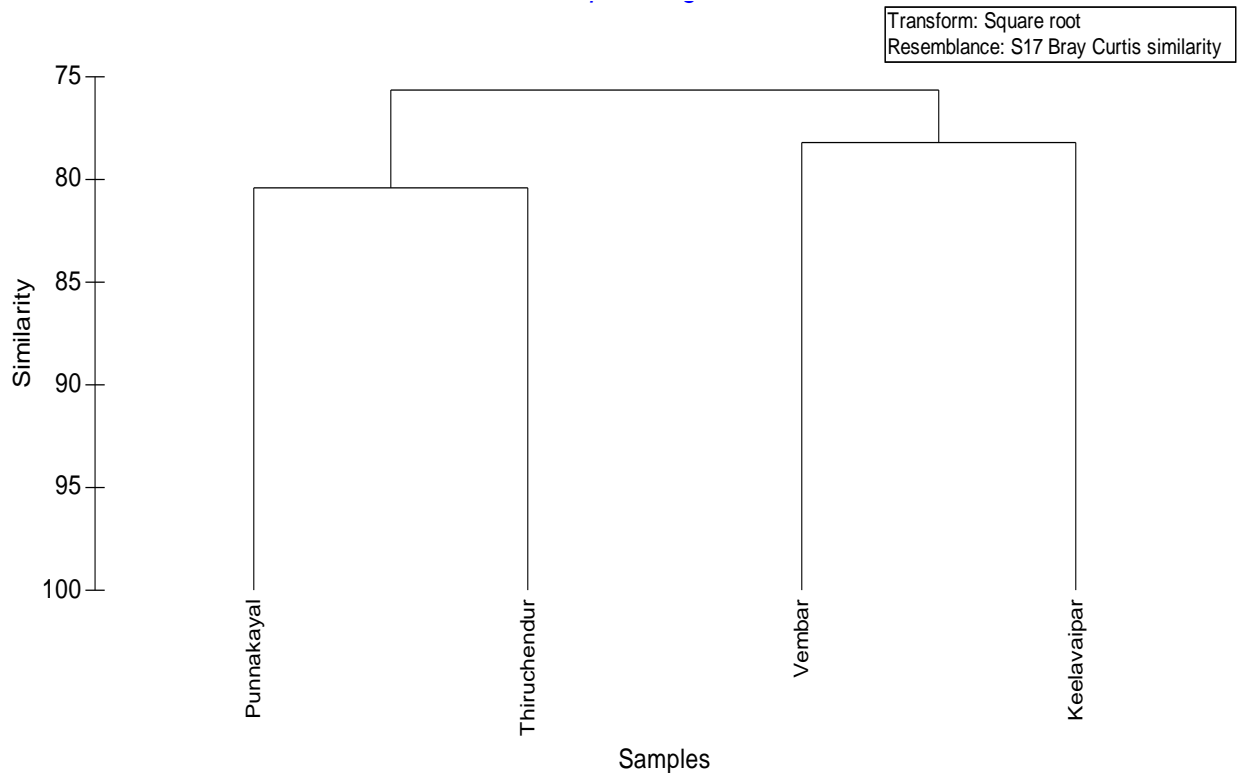 Transform: Square root
Resemblance: S17 Bray Curtis similarity
75
80
85
90
95
100
Similarity
Punnakayal
Thiruchendur
Vembar
Keelavaipar
Samples